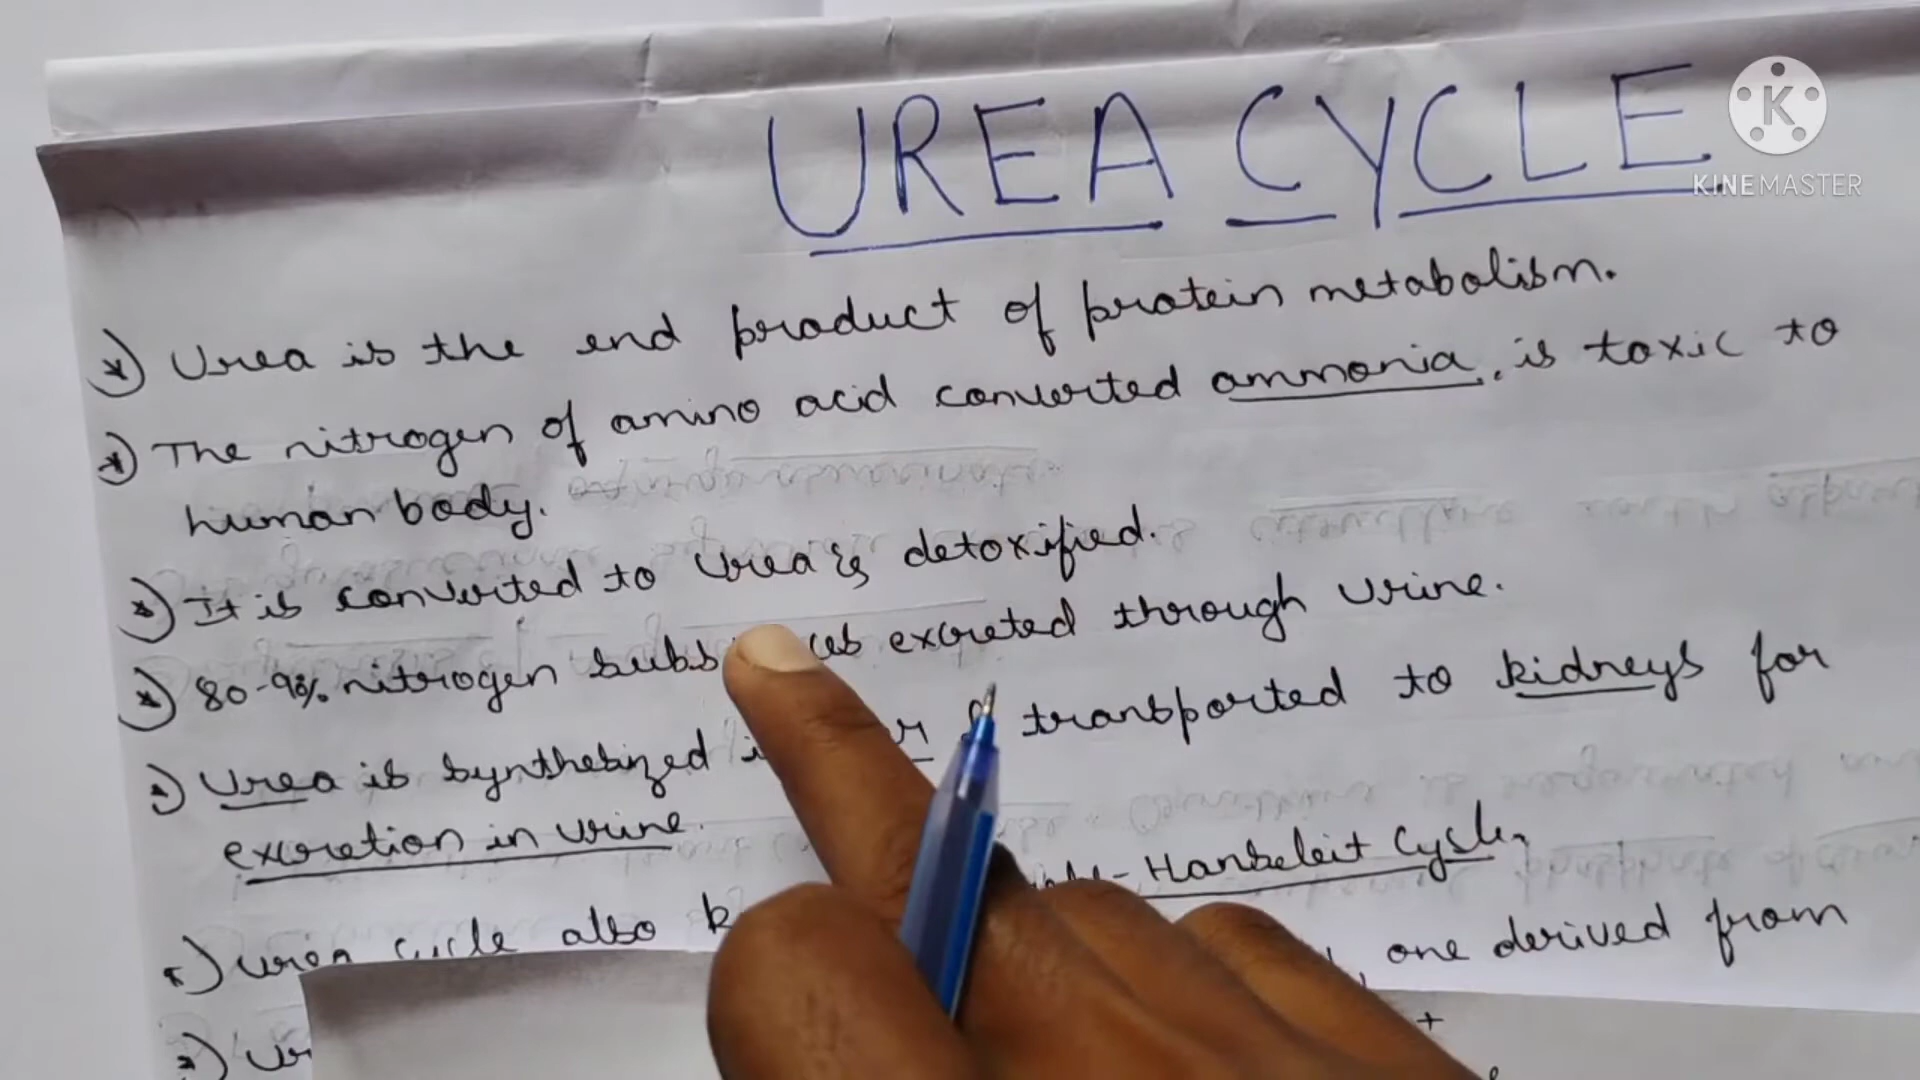 UREA CYCLE
KINEMASTER
*) Urea is the end product of protein metabolism.
*) The nitrogen of amino acid converted ammonia, is toxic to
human body.
*) It is converted to Urea & detoxified.
*) 80-90% nitrogen excreted through urine.
*) Urea is synthesized & transported to kidneys for
excretion in urine.
*) Urea cycle also Henseleit Cycle.
one derived from
+